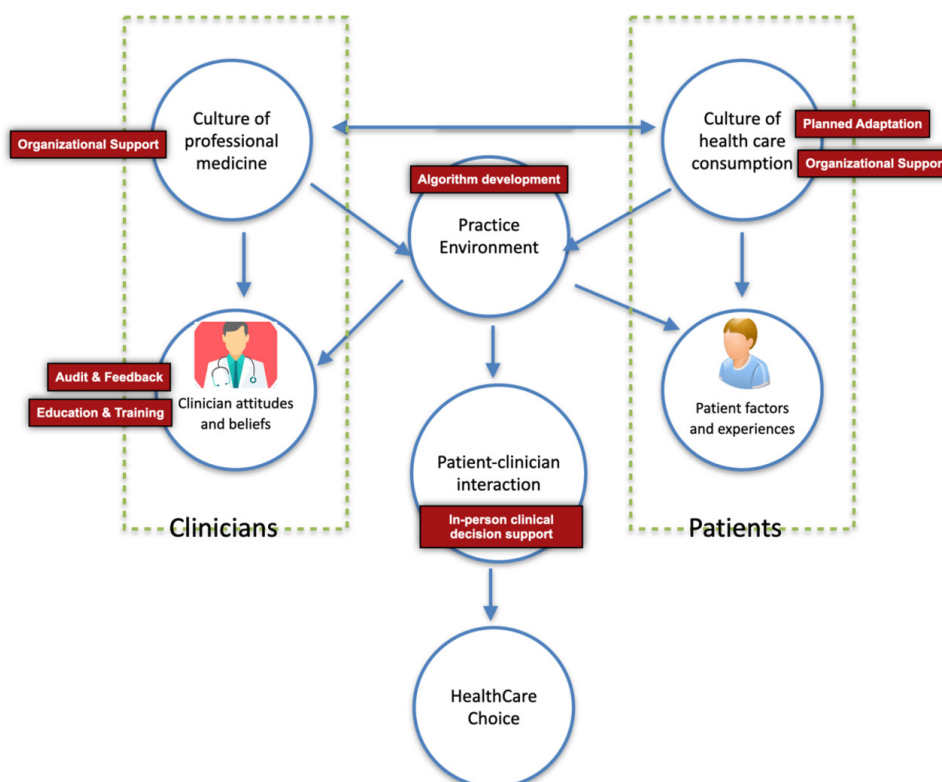 Culture of
professional
medicine
Organizational Support
Culture of
health care
consumption
Planned Adaptation
Organizational Support
Algorithm development
Practice
Environment
Audit & Feedback
Education & Training
Clinician attitudes
and beliefs
Patient factors
and experiences
Patient-clinician
interaction
In-person clinical
decision support
Clinicians
Patients
HealthCare
Choice